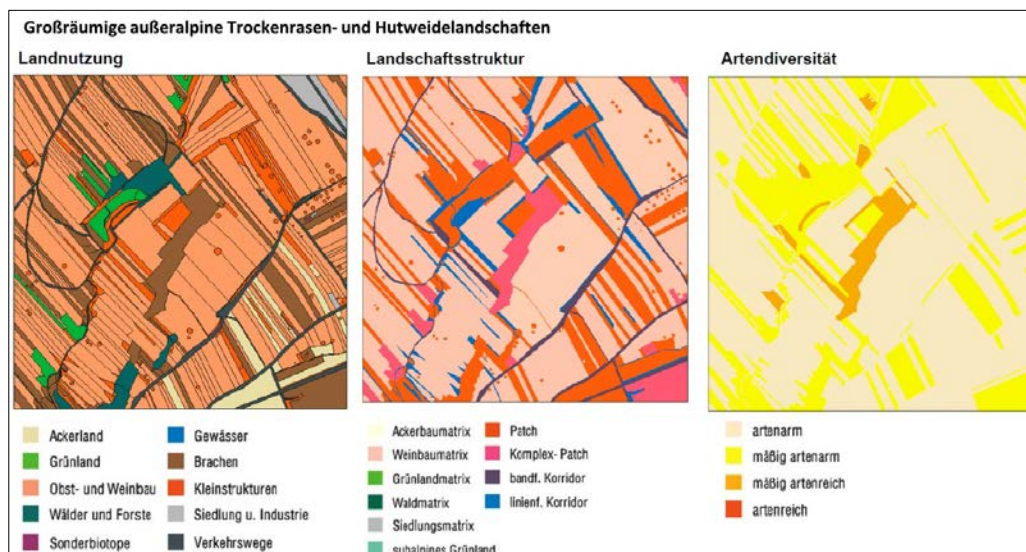 Großräumige außeralpine Trockenrasen- und Hutweidelandschaften
Landnutzung
Landschaftsstruktur
Artendiversität
Ackerland
Grünland
Obst- und Weinbau
Wälder und Forste
Sonderbiotope
Gewässer
Brachen
Kleinstrukturen
Siedlung u. Industrie
Verkehrswege
Ackerbaumatrix
Weinbaumatrix
Grünlandmatrix
Waldmatrix
Siedlungsmatrix
subalpines Grünland
Patch
Komplex- Patch
bandf. Korridor
linienf. Korridor
artenarm
mäßig artenarm
mäßig artenreich
artenreich